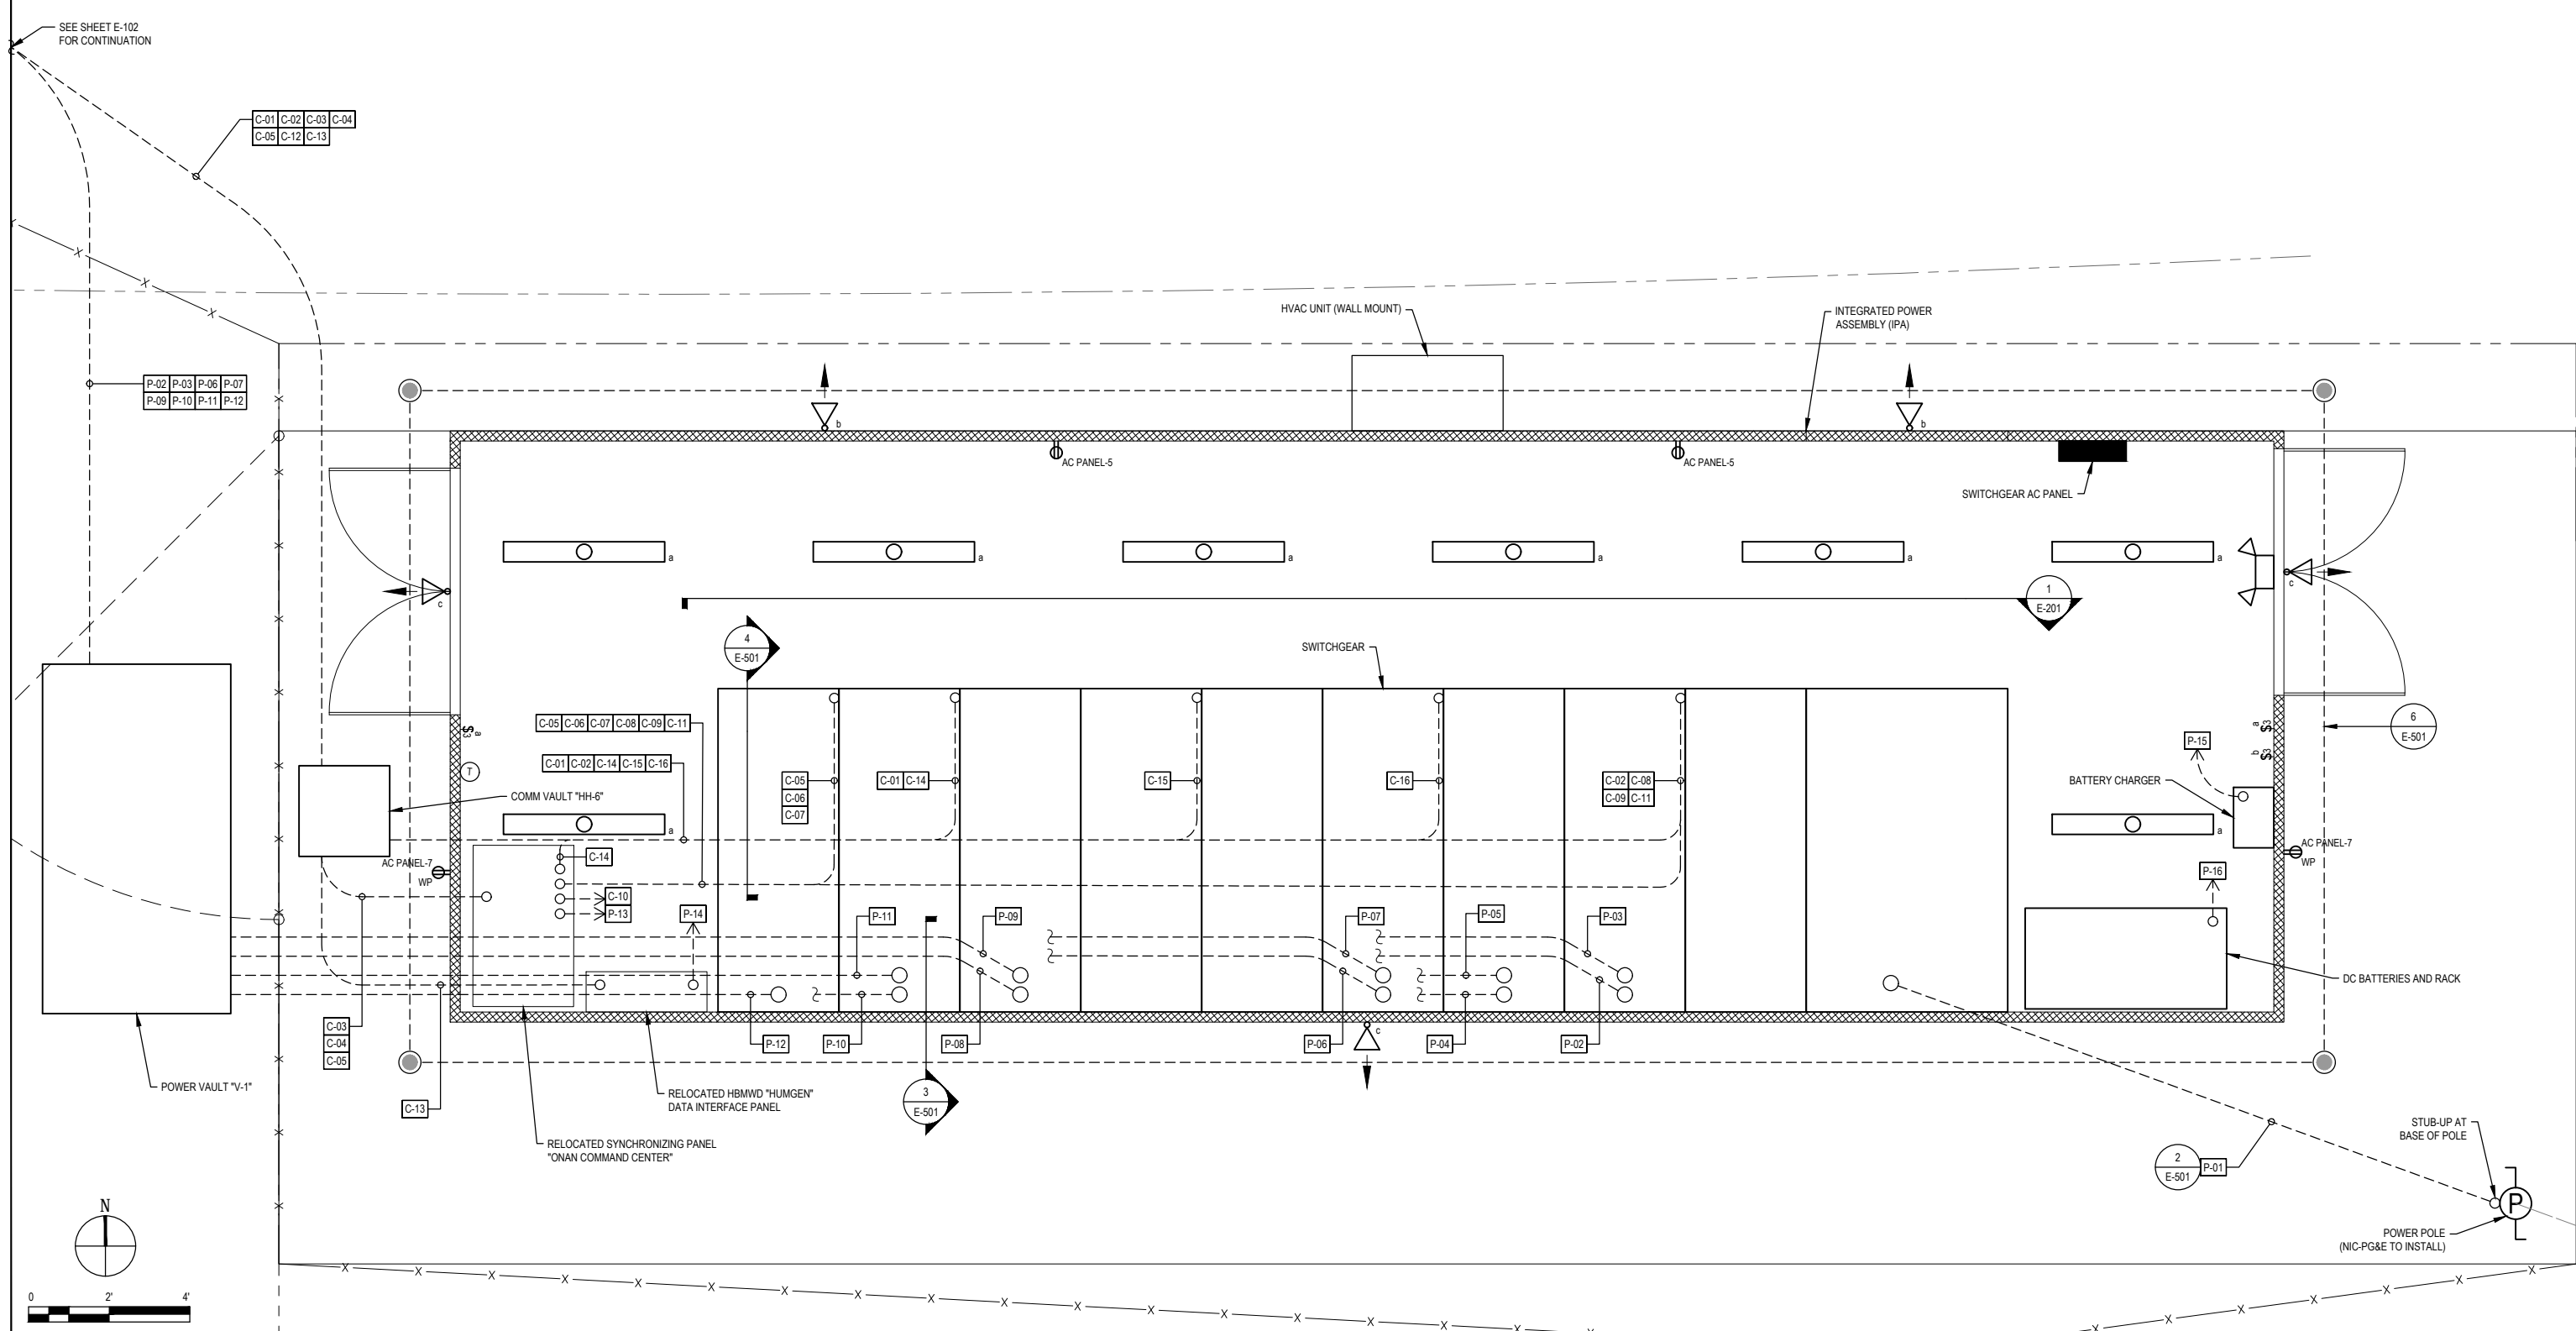 SEE SHEET E-102
FOR CONTINUATION
C-01 C-02 C-03 C-04
C-05 C-12 C-13
HVAC UNIT (WALL MOUNT)
INTEGRATED POWER
ASSEMBLY (IPA)
P-02 P-03 P-06 P-07
P-09 P-10 P-11 P-12
b
b
AC PANEL-5
AC PANEL-5
SWITCHGEAR AC PANEL
a
a
a
a
a
a
c
c
1
E-201
4
E-501
SWITCHGEAR
C-05 C-06 C-07 C-08 C-09 C-11
S3 a
a S3
b S3
6
E-501
P-15
C-01 C-02 C-14 C-15 C-16
T
C-05
C-06
C-07
C-01 C-14
C-15
C-16
C-02 C-08
C-09 C-11
BATTERY CHARGER
COMM VAULT "HH-6"
a
a
AC PANEL-7
WP
AC PANEL-7
WP
C-14
C-10
P-13
P-14
P-16
P-11
P-09
P-07
P-05
P-03
DC BATTERIES AND RACK
C-03
C-04
C-05
P-12
P-10
P-08
P-06
c
P-04
P-02
POWER VAULT "V-1"
C-13
RELOCATED HBMWD "HUMGEN"
DATA INTERFACE PANEL
3
E-501
RELOCATED SYNCHRONIZING PANEL
"ONAN COMMAND CENTER"
STUB-UP AT
BASE OF POLE
2
E-501
P-01
P
POWER POLE
(NIC-PG&E TO INSTALL)
N
0 2' 4'